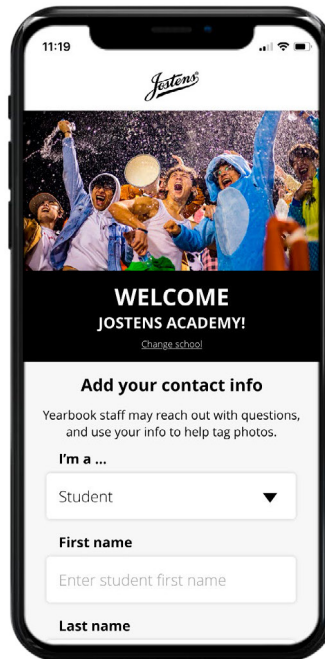 11:19
Jostens
WELCOME
JOSTENS ACADEMY!
Change school
Add your contact info
Yearbook staff may reach out with questions,
and use your info to help tag photos.
I'm a ...
Student
First name
Enter student first name
Last name